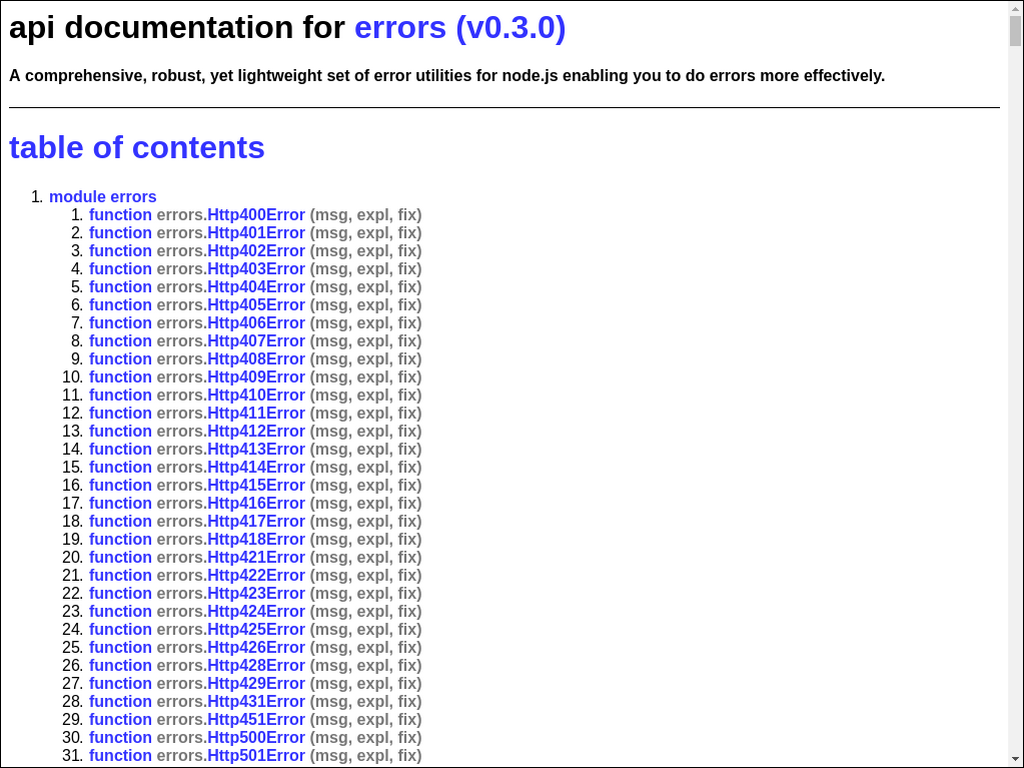 api documentation for errors (v0.3.0)
A comprehensive, robust, yet lightweight set of error utilities for node.js enabling you to do errors more effectively.
table of contents
1. module errors
1. function errors.Http400Error (msg, expl, fix)
2. function errors.Http401Error (msg, expl, fix)
3. function errors.Http402Error (msg, expl, fix)
4. function errors.Http403Error (msg, expl, fix)
5. function errors.Http404Error (msg, expl, fix)
6. function errors.Http405Error (msg, expl, fix)
7. function errors.Http406Error (msg, expl, fix)
8. function errors.Http407Error (msg, expl, fix)
9. function errors.Http408Error (msg, expl, fix)
10. function errors.Http409Error (msg, expl, fix)
11. function errors.Http410Error (msg, expl, fix)
12. function errors.Http411Error (msg, expl, fix)
13. function errors.Http412Error (msg, expl, fix)
14. function errors.Http413Error (msg, expl, fix)
15. function errors.Http414Error (msg, expl, fix)
16. function errors.Http415Error (msg, expl, fix)
17. function errors.Http416Error (msg, expl, fix)
18. function errors.Http417Error (msg, expl, fix)
19. function errors.Http418Error (msg, expl, fix)
20. function errors.Http421Error (msg, expl, fix)
21. function errors.Http422Error (msg, expl, fix)
22. function errors.Http423Error (msg, expl, fix)
23. function errors.Http424Error (msg, expl, fix)
24. function errors.Http425Error (msg, expl, fix)
25. function errors.Http426Error (msg, expl, fix)
26. function errors.Http428Error (msg, expl, fix)
27. function errors.Http429Error (msg, expl, fix)
28. function errors.Http431Error (msg, expl, fix)
29. function errors.Http451Error (msg, expl, fix)
30. function errors.Http500Error (msg, expl, fix)
31. function errors.Http501Error (msg, expl, fix)